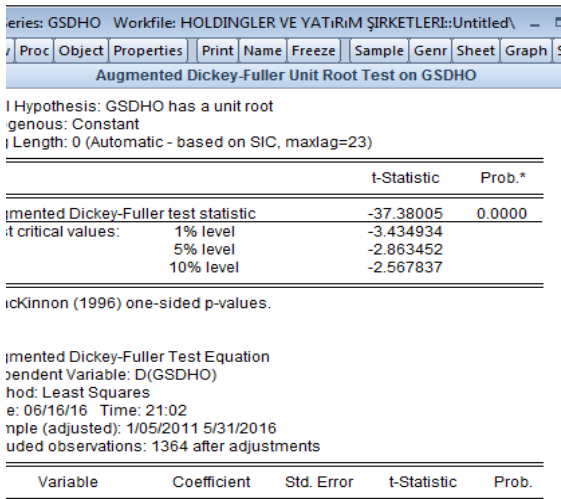 eries: GSDHO Workfile: HOLDINGLER VE YATıRıM ŞIRKETLERI::Untitled\
Proc Object Properties Print Name Freeze Sample Genr Sheet Graph
Augmented Dickey-Fuller Unit Root Test on GSDHO
l Hypothesis: GSDHO has a unit root
genous: Constant
Length: 0 (Automatic - based on SIC, maxlag=23)
t-Statistic Prob.*
gmented Dickey-Fuller test statistic -37.38005 0.0000
t critical values: 1% level -3.434934
5% level -2.863452
10% level -2.567837
acKinnon (1996) one-sided p-values.
gmented Dickey-Fuller Test Equation
pendent Variable: D(GSDHO)
hod: Least Squares
e: 06/16/16 Time: 21:02
mple (adjusted): 1/05/2011 5/31/2016
uded observations: 1364 after adjustments
Variable Coefficient Std. Error t-Statistic Prob.